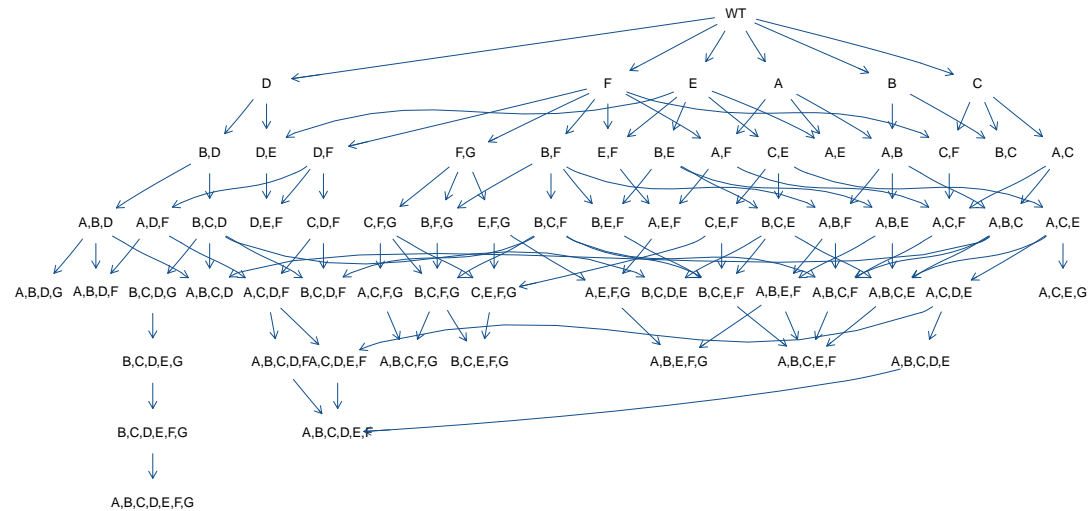 WT
D F E A B C
B,D D,E D,F F,G B,F E,F B,E A,F C,E A,E A,B C,F B,C A,C
A,B,D A,D,F B,C,D D,E,F C,D,F C,F,G B,F,G E,F,G B,C,F B,E,F A,E,F C,E,F B,C,E A,B,F A,B,E A,C,F A,B,C A,C,E
A,B,D,G A,B,D,F B,C,D,G A,B,C,D A,C,D,F B,C,D,F A,C,F,G B,C,F,G C,E,F,G A,E,F,G B,C,D,E B,C,E,F A,B,E,F A,B,C,F A,B,C,E A,C,D,E A,C,E,G
B,C,D,E,G A,B,C,D,F A,C,D,E,F A,B,C,F,G B,C,E,F,G A,B,E,F,G A,B,C,E,F A,B,C,D,E
B,C,D,E,F,G A,B,C,D,E,F
A,B,C,D,E,F,G